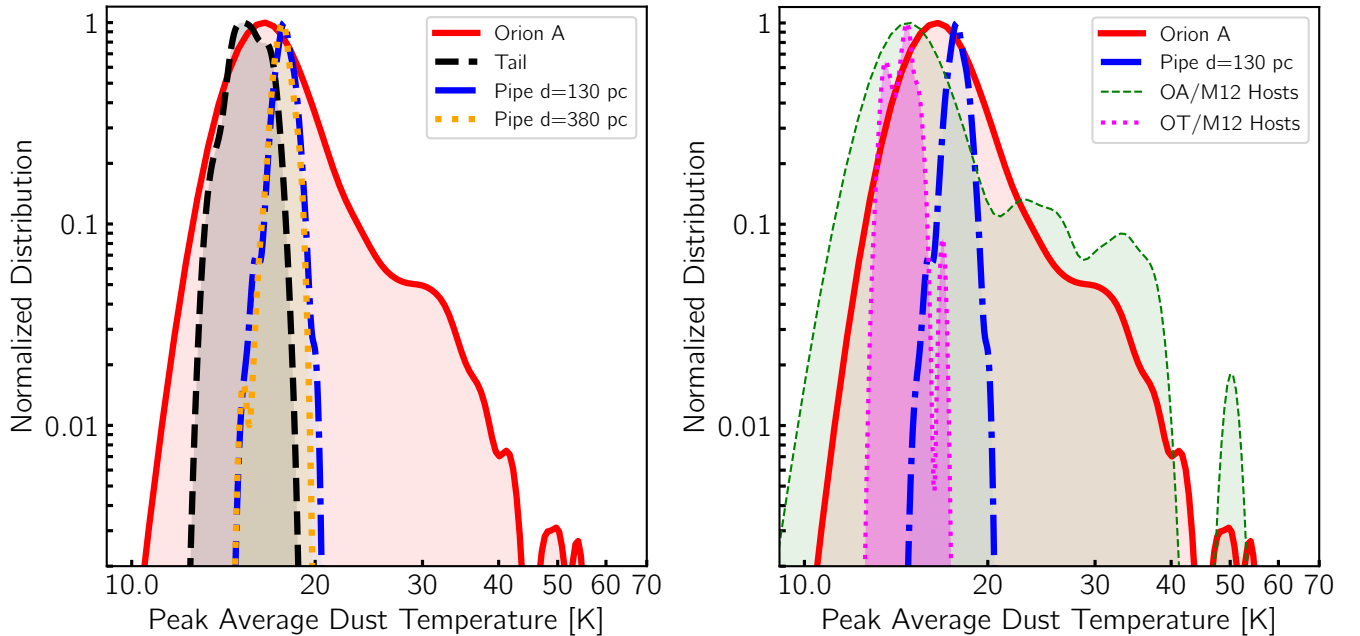 Normalized Distribution
1
0.1
0.01
Orion A
Tail
Pipe d=130 pc
Pipe d=380 pc
10.0 20 30 40 50 60 70
Peak Average Dust Temperature [K]
Normalized Distribution
1
0.1
0.01
Orion A
Pipe d=130 pc
OA/M12 Hosts
OT/M12 Hosts
10.0 20 30 40 50 60 70
Peak Average Dust Temperature [K]